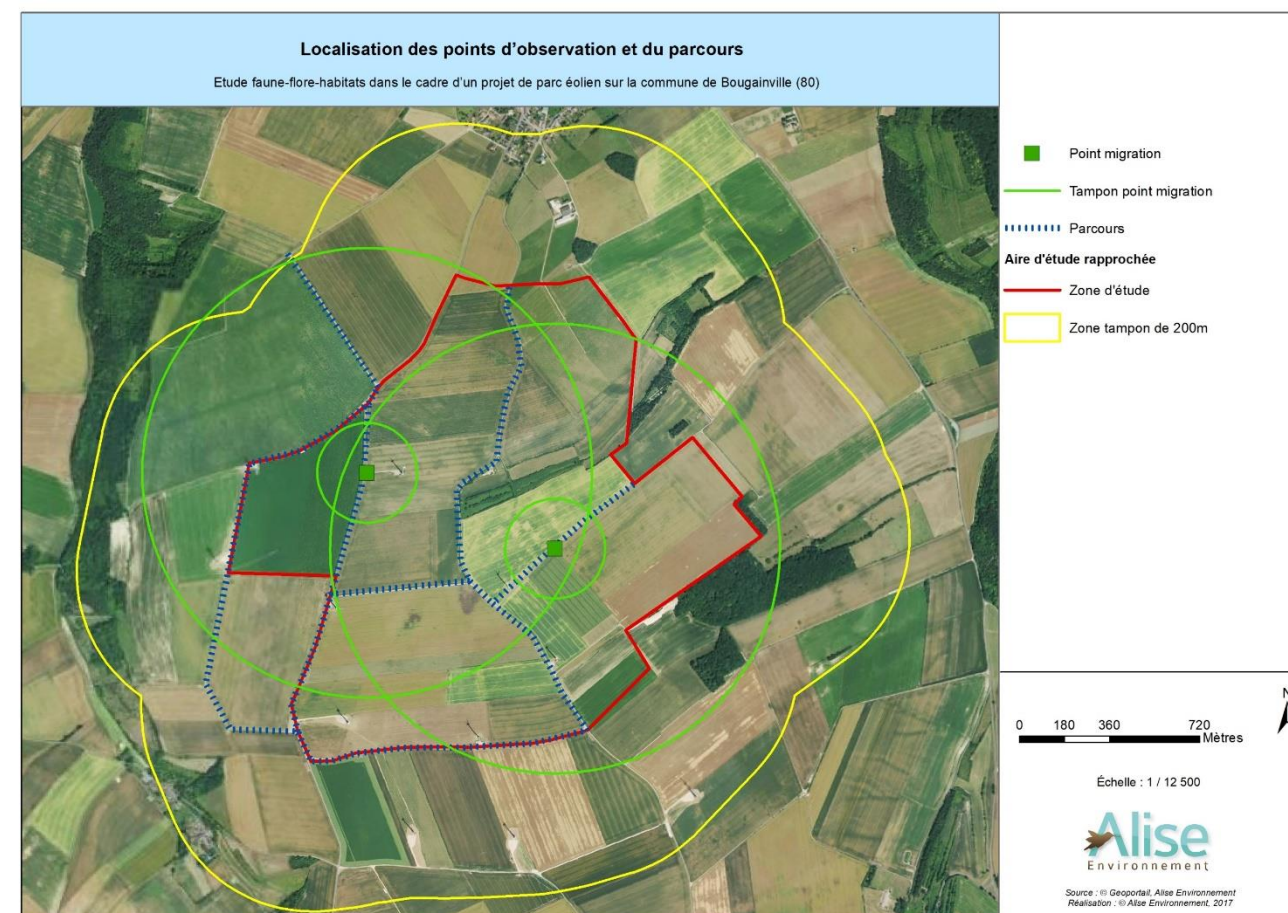 Localisation des points d'observation et du parcours
Etude faune-flore-habitats dans le cadre d'un projet de parc éolien sur la commune de Bougainville (80)
Point migration
Tampon point migration
Parcours
Aire d'étude rapprochée
Zone d'étude
Zone tampon de 200m
N
0 180 360 720
Mètres
Échelle : 1 / 12 500
Alise
Environnement
Source : © Geoportail, Alise Environnement
Réalisation : © Alise Environnement, 2017